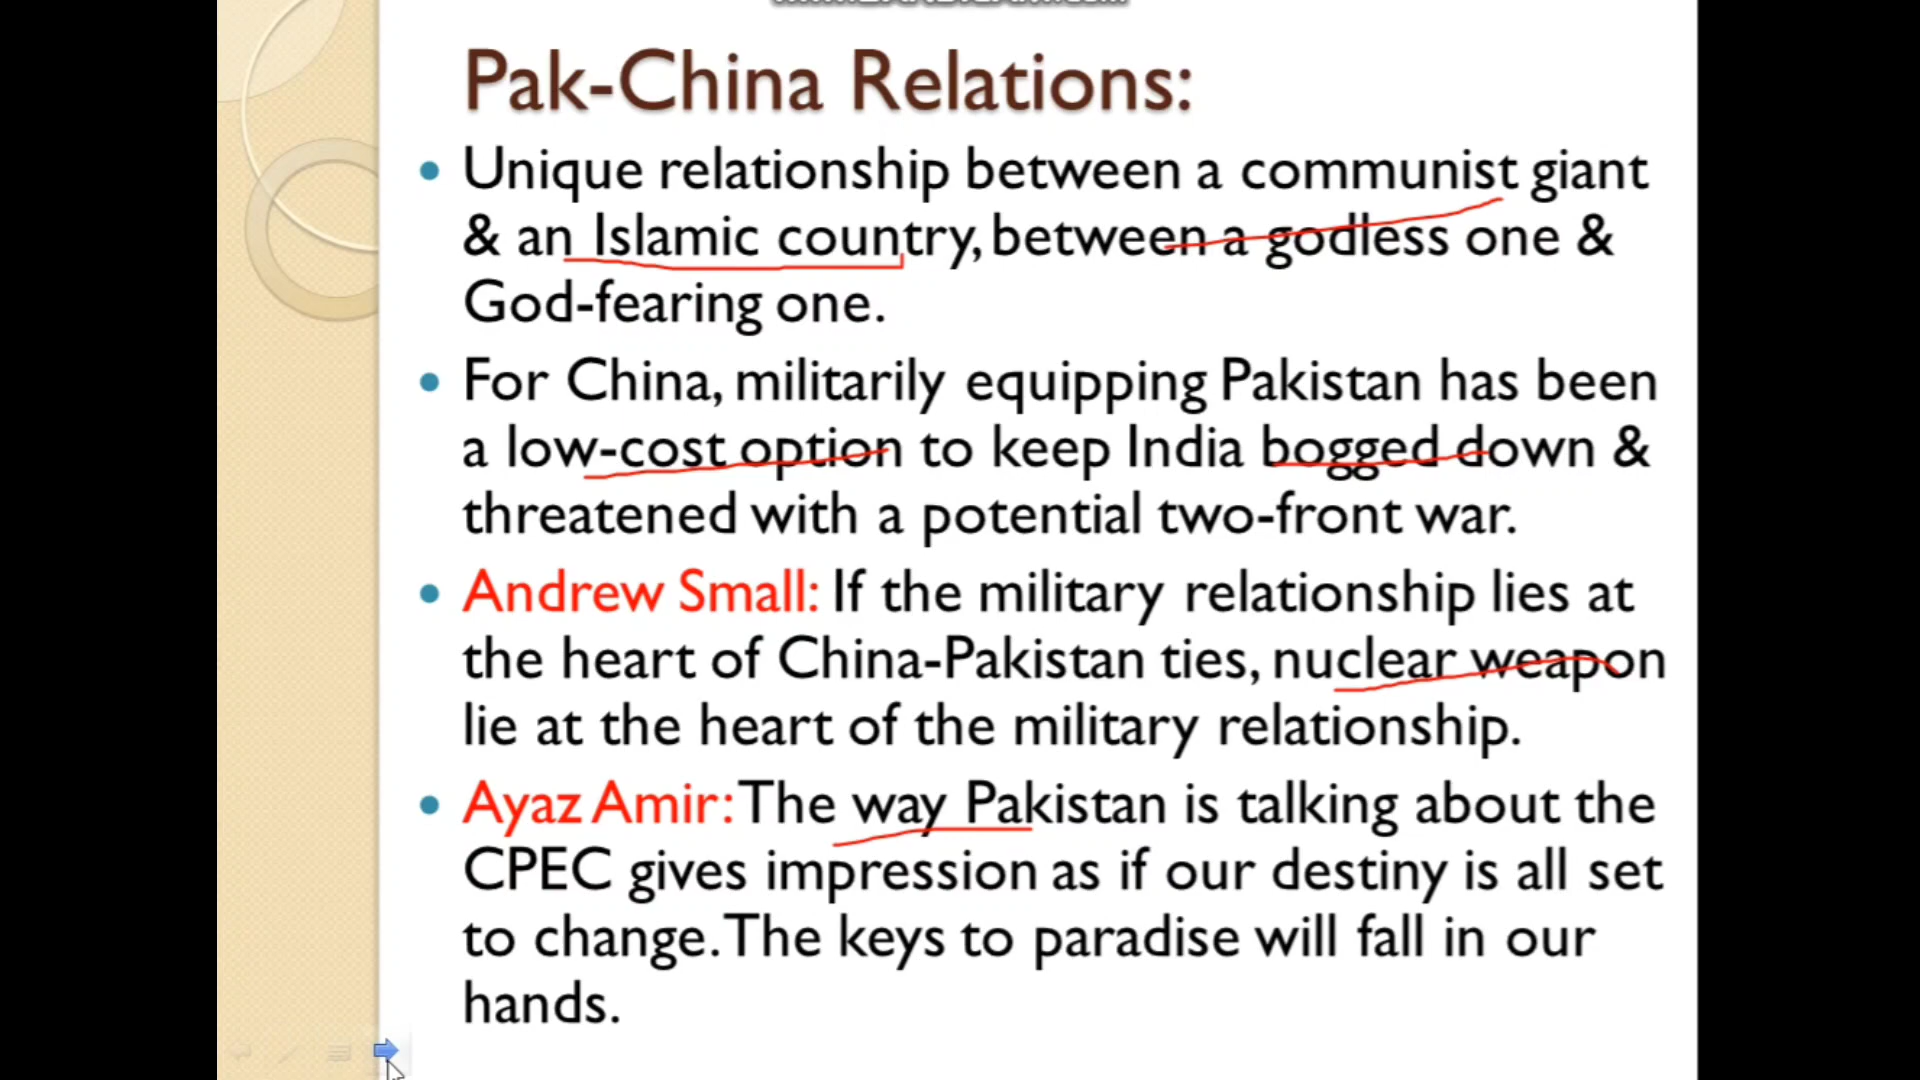 Pak-China Relations:
Unique relationship between a communist giant
& an Islamic country, between a godless one &
God-fearing one.
For China, militarily equipping Pakistan has been
a low-cost option to keep India bogged down &
threatened with a potential two-front war.
Andrew Small: If the military relationship lies at
the heart of China-Pakistan ties, nuclear weapon
lie at the heart of the military relationship.
Ayaz Amir: The way Pakistan is talking about the
CPEC gives impression as if our destiny is all set
to change. The keys to paradise will fall in our
hands.